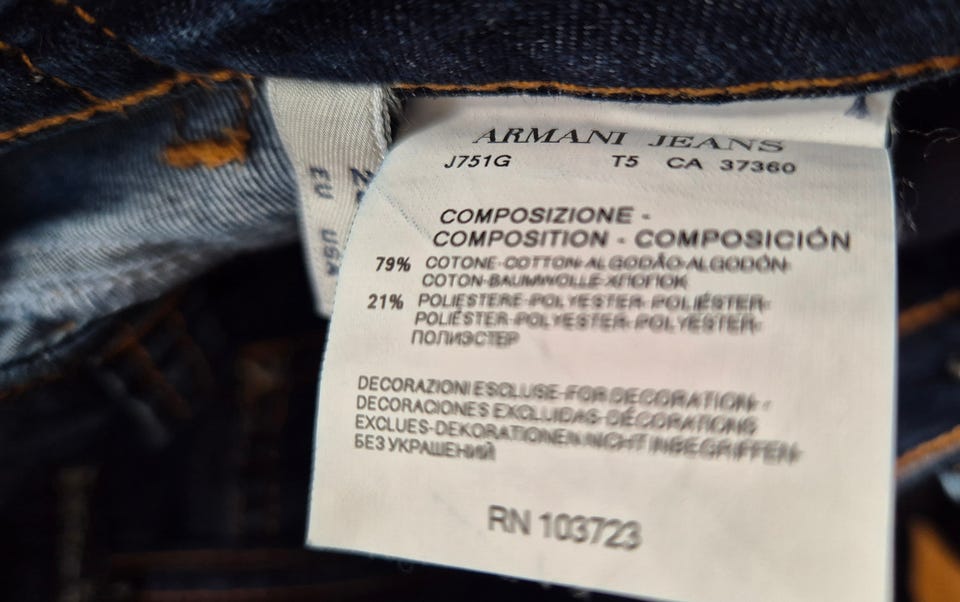 ARMANI JEANS
J751G T5 CA 37360
COMPOSIZIONE -
COMPOSITION - COMPOSICIÓN
79% COTONE-COTTON-ALGODÃO-ALGODÓN-
COTON-BAUMWOLLE-ХЛОПОК
21% POLIESTERE-POLYESTER-POLIÉSTER-
POLIÉSTER-POLYESTER-POLYESTER-
ПОЛИЭСТЕР
DECORAZIONI ESCLUSE-FOR DECORATION-
DECORACIONES EXCLUIDAS-DÉCORATIONS
EXCLUES-DEKORATIONEN NICHT INBEGRIFFEN-
БЕЗ УКРАШЕНИЙ
RN 103723
EU
USA